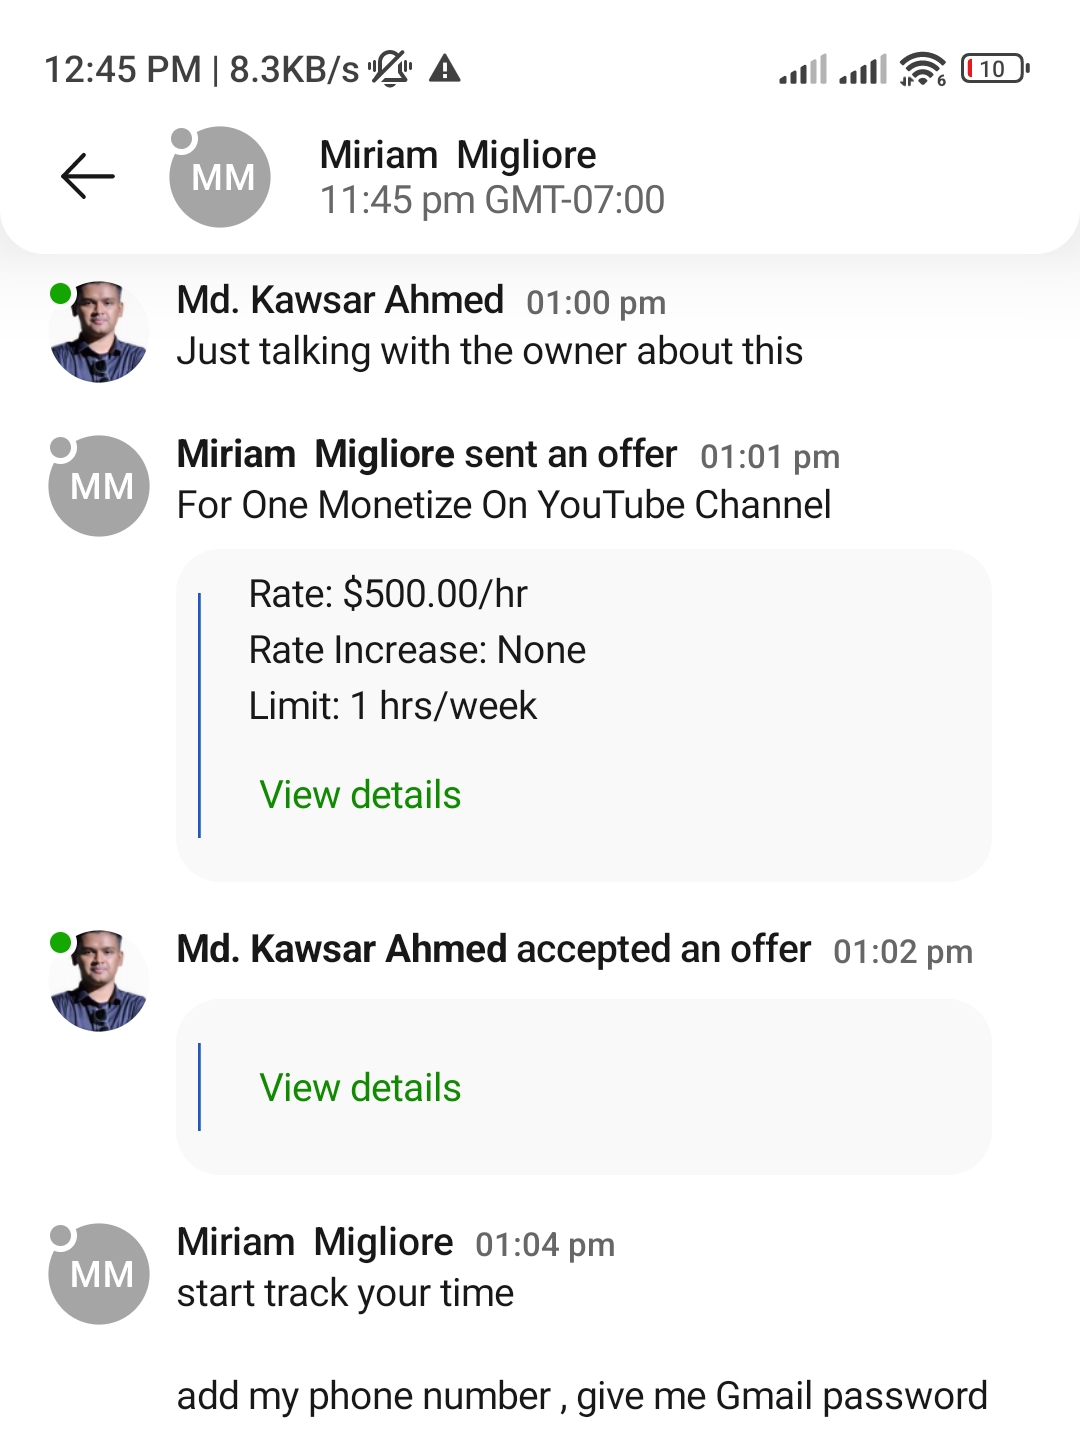 12:45 PM | 8.3KB/s 6 10
MM Miriam Migliore
11:45 pm GMT-07:00
Md. Kawsar Ahmed 01:00 pm
Just talking with the owner about this
MM Miriam Migliore sent an offer 01:01 pm
For One Monetize On YouTube Channel
Rate: $500.00/hr
Rate Increase: None
Limit: 1 hrs/week
View details
Md. Kawsar Ahmed accepted an offer 01:02 pm
View details
MM Miriam Migliore 01:04 pm
start track your time
add my phone number , give me Gmail password